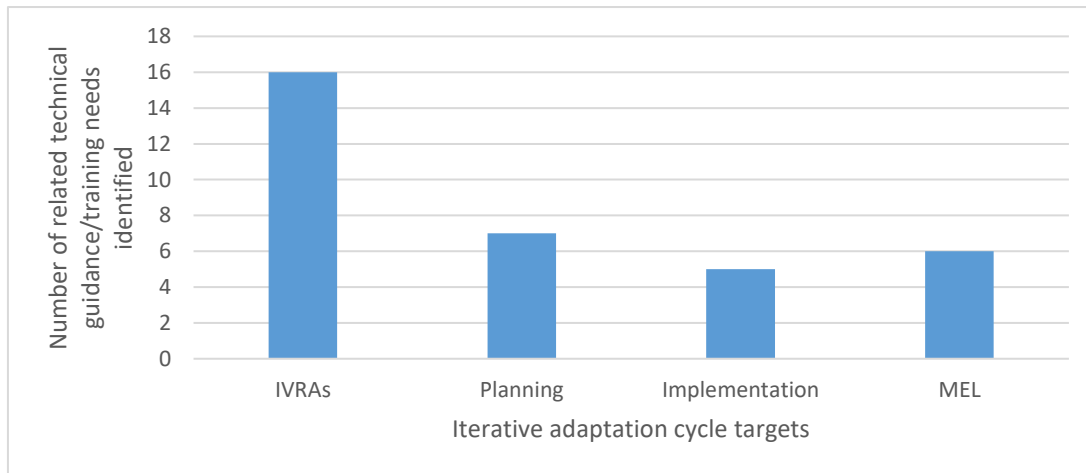 Number of related technical
guidance/training needs
identified
18
16
14
12
10
8
6
4
2
0
IVRAs Planning Implementation MEL
Iterative adaptation cycle targets